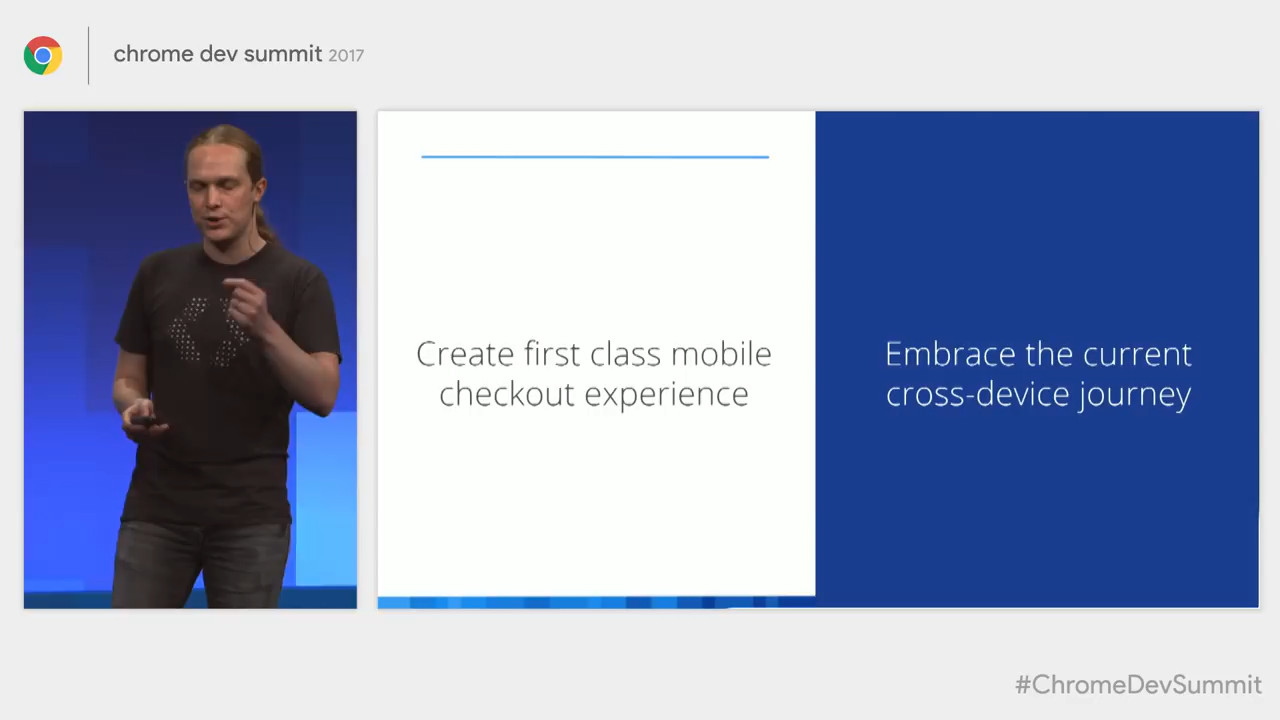 chrome dev summit 2017
Create first class mobile
checkout experience
Embrace the current
cross-device journey
#ChromeDevSummit